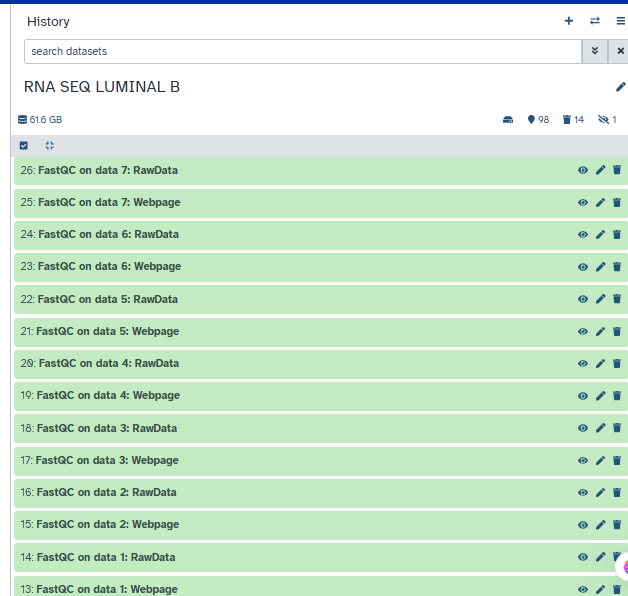 History
search datasets
RNA SEQ LUMINAL B
61.6 GB 98 14 1
26: FastQC on data 7: RawData
25: FastQC on data 7: Webpage
24: FastQC on data 6: RawData
23: FastQC on data 6: Webpage
22: FastQC on data 5: RawData
21: FastQC on data 5: Webpage
20: FastQC on data 4: RawData
19: FastQC on data 4: Webpage
18: FastQC on data 3: RawData
17: FastQC on data 3: Webpage
16: FastQC on data 2: RawData
15: FastQC on data 2: Webpage
14: FastQC on data 1: RawData
13: FastQC on data 1: Webpage